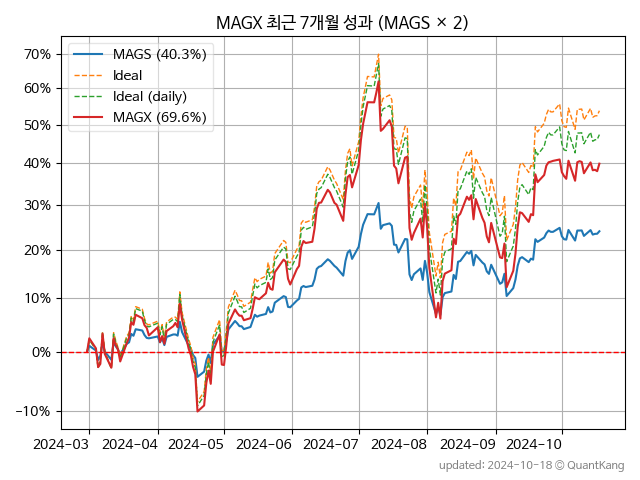 MAGX 최근 7개월 성과 (MAGS × 2)
70%
60%
50%
40%
30%
20%
10%
0%
−10%
MAGS (40.3%)
Ideal
Ideal (daily)
MAGX (69.6%)
2024-03 2024-04 2024-05 2024-06 2024-07 2024-08 2024-09 2024-10
updated: 2024-10-18 © QuantKang